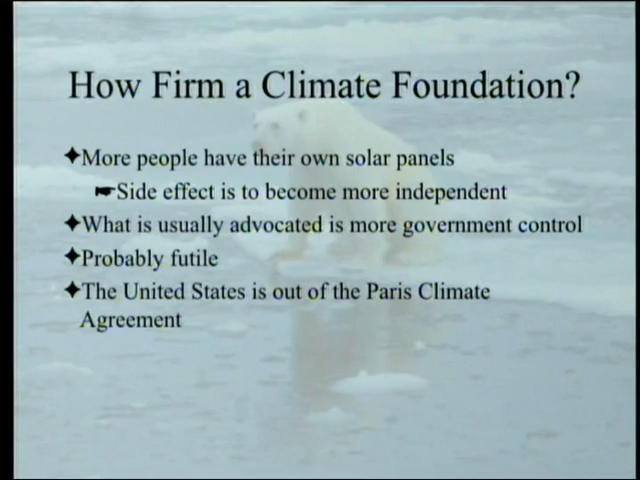 How Firm a Climate Foundation?
✦More people have their own solar panels
☛Side effect is to become more independent
✦What is usually advocated is more government control
✦Probably futile
✦The United States is out of the Paris Climate
Agreement